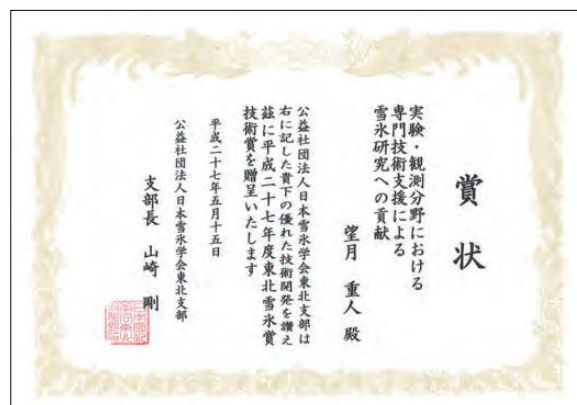 賞状
実験・観測分野における
専門技術支援による
雪氷研究への貢献
望月 重人 殿
公益社団法人日本雪氷学会東北支部は
右に記した貴下の優れた技術開発を讃え
茲に平成二十七年度東北雪氷賞
技術賞を贈呈いたします
平成二十七年五月十五日
公益社団法人日本雪氷学会東北支部
支部長 山崎 剛